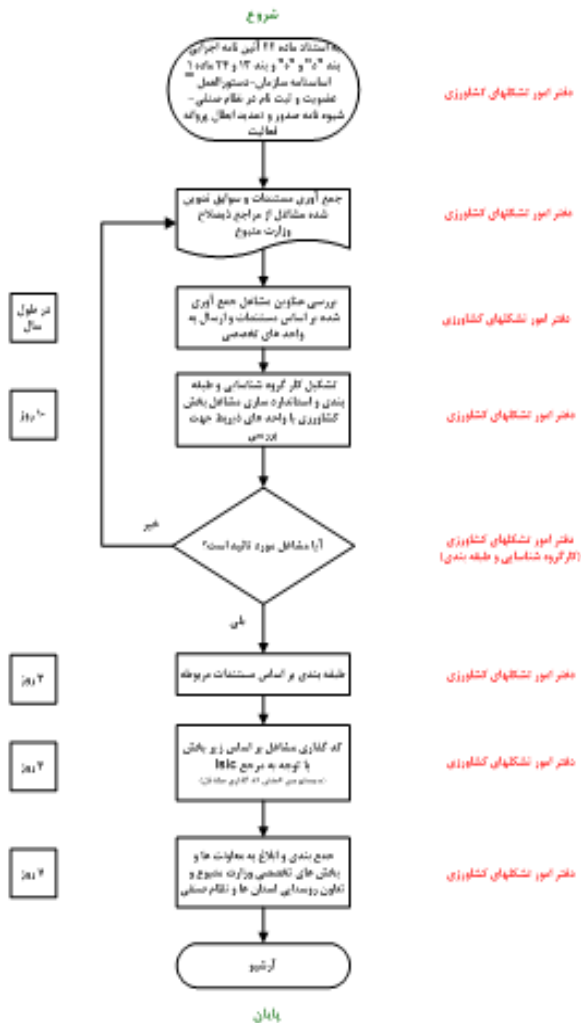 شروع
به استناد ماده ۲۲ آئین نامه اجرایی
بند "د" و "ه" و بند ۱۳ و ۲۴ ماده ۱
اساسنامه سازمان-دستورالعمل
عضویت و ثبت نام در نظام صنفی-
شیوه نامه صدور و تمدید ابطال پروانه
فعالیت
دفتر امور تشکلهای کشاورزی
جمع آوری مستندات و سوابق تدوین
شده مشاغل از مراجع ذیصلاح
وزارت متبوع
دفتر امور تشکلهای کشاورزی
در طول
سال
بررسی عناوین مشاغل جمع آوری
شده بر اساس مستندات و ارسال به
واحد های تخصصی
دفتر امور تشکلهای کشاورزی
۱۰ روز
تشکیل کار گروه شناسایی و طبقه
بندی و استاندارد سازی مشاغل بخش
کشاورزی با واحد های ذیربط جهت
بررسی
دفتر امور تشکلهای کشاورزی
خیر
آیا مشاغل مورد تائید است؟
دفتر امور تشکلهای کشاورزی
(کارگروه شناسایی و طبقه بندی)
بلی
روز
طبقه بندی بر اساس مستندات مربوطه
دفتر امور تشکلهای کشاورزی
روز
کد گذاری مشاغل بر اساس زیر بخش
با توجه به مرجع Isic
دفتر امور تشکلهای کشاورزی
روز
جمع بندی و ابلاغ به معاونت ها و
بخش های تخصصی وزارت متبوع و
تعاون روستایی استان ها و نظام صنفی
دفتر امور تشکلهای کشاورزی
آرشیو
پایان